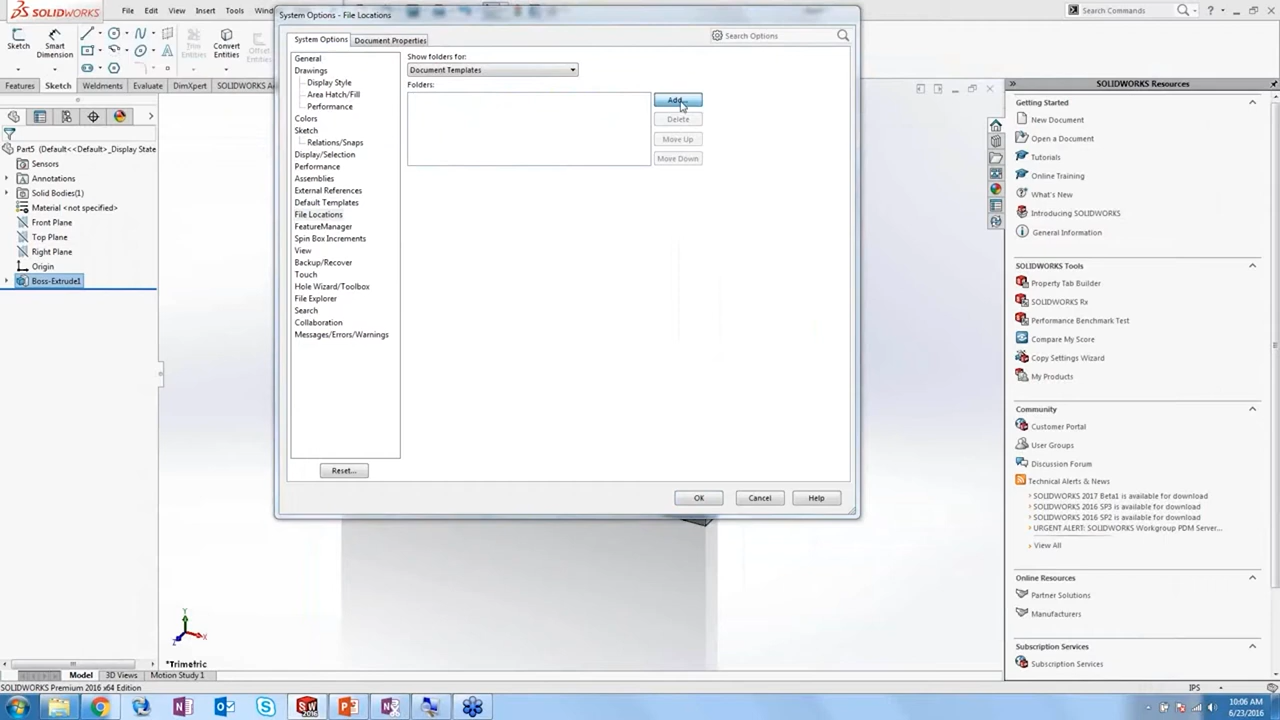 SOLIDWORKS
File Edit View Insert Tools
Search Commands
System Options - File Locations
System Options
Document Properties
Search Options
Sketch
Smart Dimension
Trim Entities
Convert Entities
Offset Entities
Features
Sketch
Weldments
Evaluate
DimXpert
SOLIDWORKS
Part5 (Default<<Default>_Display State
Sensors
Annotations
Solid Bodies(1)
Material <not specified>
Front Plane
Top Plane
Right Plane
Origin
Boss-Extrude1
General
Drawings
Display Style
Area Hatch/Fill
Performance
Colors
Sketch
Relations/Snaps
Display/Selection
Performance
Assemblies
External References
Default Templates
File Locations
FeatureManager
Spin Box Increments
View
Backup/Recover
Touch
Hole Wizard/Toolbox
File Explorer
Search
Collaboration
Messages/Errors/Warnings
Reset...
Show folders for:
Document Templates
Folders:
Add...
Delete
Move Up
Move Down
OK
Cancel
Help
SOLIDWORKS Resources
Getting Started
New Document
Open a Document
Tutorials
Online Training
What's New
Introducing SOLIDWORKS
General Information
SOLIDWORKS Tools
Property Tab Builder
SOLIDWORKS Rx
Performance Benchmark Test
Compare My Score
Copy Settings Wizard
My Products
Community
Customer Portal
User Groups
Discussion Forum
Technical Alerts & News
SOLIDWORKS 2017 Beta1 is available for download
SOLIDWORKS 2016 SP3 is available for download
SOLIDWORKS 2016 SP2 is available for download
URGENT ALERT: SOLIDWORKS Workgroup PDM Server...
View All
Online Resources
Partner Solutions
Manufacturers
Subscription Services
Subscription Services
Y
X
Z
*Trimetric
Model
3D Views
Motion Study 1
SOLIDWORKS Premium 2016 x64 Edition
IPS
10:06 AM
6/23/2016